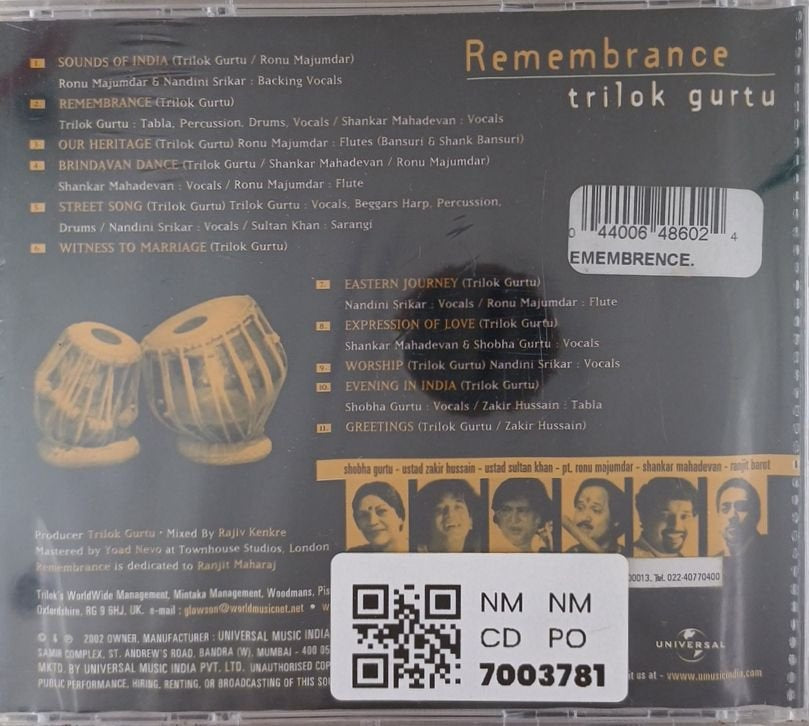 Remembrance
trilok gurtu
1. SOUNDS OF INDIA (Trilok Gurtu / Ronu Majumdar)
Ronu Majumdar & Nandini Srikar : Backing Vocals
2. REMEMBRANCE (Trilok Gurtu)
Trilok Gurtu : Tabla, Percussion, Drums, Vocals / Shankar Mahadevan : Vocals
3. OUR HERITAGE (Trilok Gurtu) Ronu Majumdar : Flutes (Bansuri & Shank Bansuri)
4. BRINDAVAN DANCE (Trilok Gurtu / Shankar Mahadevan / Ronu Majumdar)
Shankar Mahadevan : Vocals / Ronu Majumdar : Flute
5. STREET SONG (Trilok Gurtu) Trilok Gurtu : Vocals, Beggars Harp, Percussion,
Drums / Nandini Srikar : Vocals / Sultan Khan : Sarangi
6. WITNESS TO MARRIAGE (Trilok Gurtu)
0 44006 48602 4
EMEMBRENCE.
7. EASTERN JOURNEY (Trilok Gurtu)
Nandini Srikar : Vocals / Ronu Majumdar : Flute
8. EXPRESSION OF LOVE (Trilok Gurtu)
Shankar Mahadevan & Shobha Gurtu : Vocals
9. WORSHIP (Trilok Gurtu) Nandini Srikar : Vocals
10. EVENING IN INDIA (Trilok Gurtu)
Shobha Gurtu : Vocals / Zakir Hussain : Tabla
11. GREETINGS (Trilok Gurtu / Zakir Hussain)
shobha gurtu - ustad zakir hussain - ustad sultan khan - pt. ronu majumdar - shankar mahadevan - ranjit barot
Producer Trilok Gurtu · Mixed By Rajiv Kenkre
Mastered by Yoad Nevo at Townhouse Studios, London
Remembrance is dedicated to Ranjit Maharaj
00013. Tel. 022-40770400
Trilok's WorldWide Management, Mintaka Management, Woodmans, Pis
Oxfordshire, RG 9 6HJ. UK. e-mail : glawson@worldmusicnet.net • w
© & ℗ 2002 OWNER, MANUFACTURER : UNIVERSAL MUSIC INDIA
SAMIR COMPLEX, ST. ANDREW'S ROAD, BANDRA (W), MUMBAI - 400 05
MKTD. BY UNIVERSAL MUSIC INDIA PVT. LTD. UNAUTHORISED COP
PUBLIC PERFORMANCE, HIRING, RENTING, OR BROADCASTING OF THIS SO
NM NM
CD PO
7003781
UNIVERSAL
t us at - www.umusicindia.com